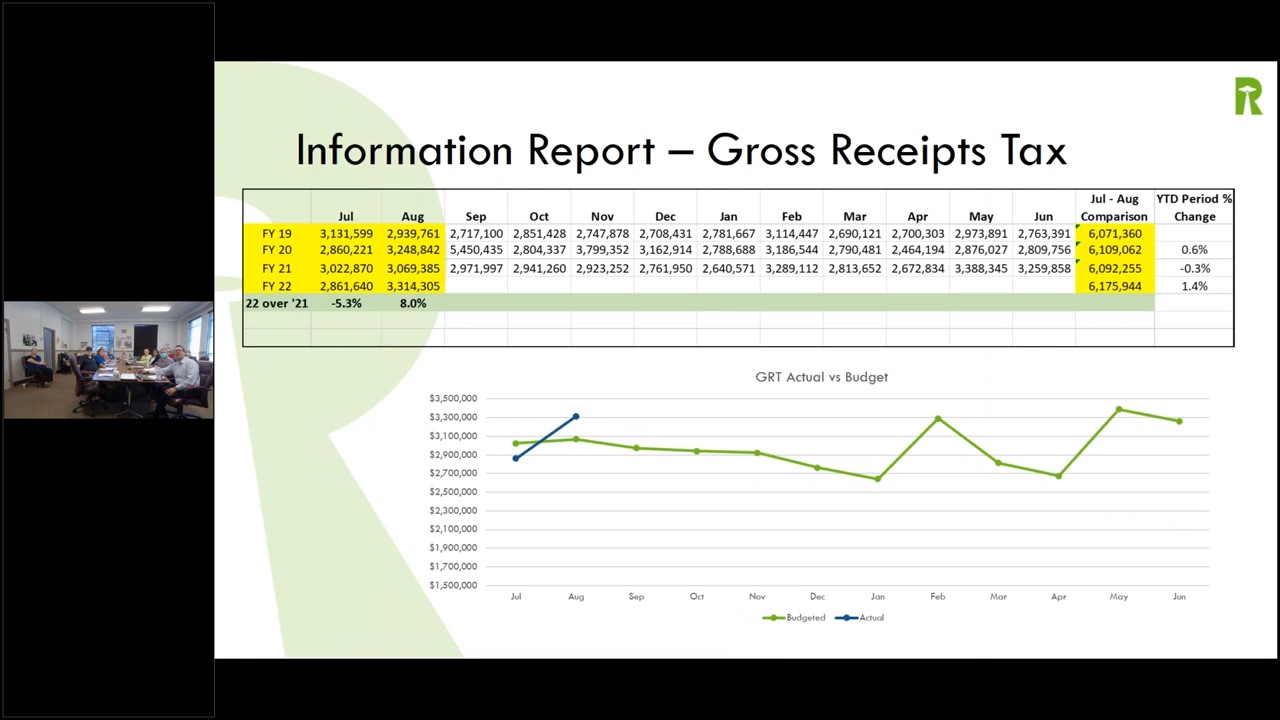 Information Report – Gross Receipts Tax
Jul Aug Sep Oct Nov Dec Jan Feb Mar Apr May Jun Jul - Aug Comparison YTD Period % Change
FY 19 3,131,599 2,939,761 2,717,100 2,851,428 2,747,878 2,708,431 2,781,667 3,114,447 2,690,121 2,700,303 2,973,891 2,763,391 6,071,360
FY 20 2,860,221 3,248,842 5,450,435 2,804,337 3,799,352 3,162,914 2,788,688 3,186,544 2,790,481 2,464,194 2,876,027 2,809,756 6,109,062 0.6%
FY 21 3,022,870 3,069,385 2,971,997 2,941,260 2,923,252 2,761,950 2,640,571 3,289,112 2,813,652 2,672,834 3,388,345 3,259,858 6,092,255 -0.3%
FY 22 2,861,640 3,314,305 6,175,944 1.4%
22 over '21 -5.3% 8.0%
GRT Actual vs Budget
$3,500,000
$3,300,000
$3,100,000
$2,900,000
$2,700,000
$2,500,000
$2,300,000
$2,100,000
$1,900,000
$1,700,000
$1,500,000
Jul Aug Sep Oct Nov Dec Jan Feb Mar Apr May Jun
Budgeted Actual